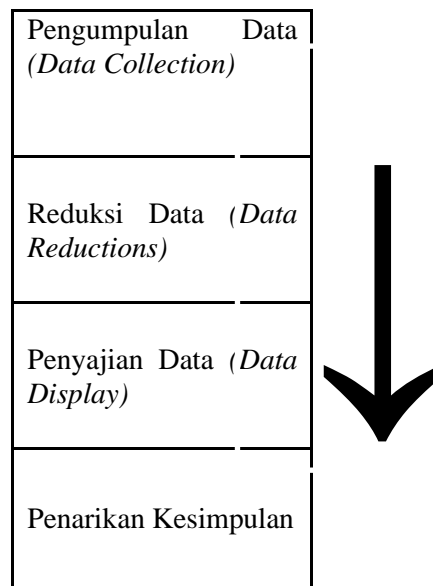 Pengumpulan Data
(Data Collection)
Reduksi Data (Data
Reductions)
Penyajian Data (Data
Display)
Penarikan Kesimpulan